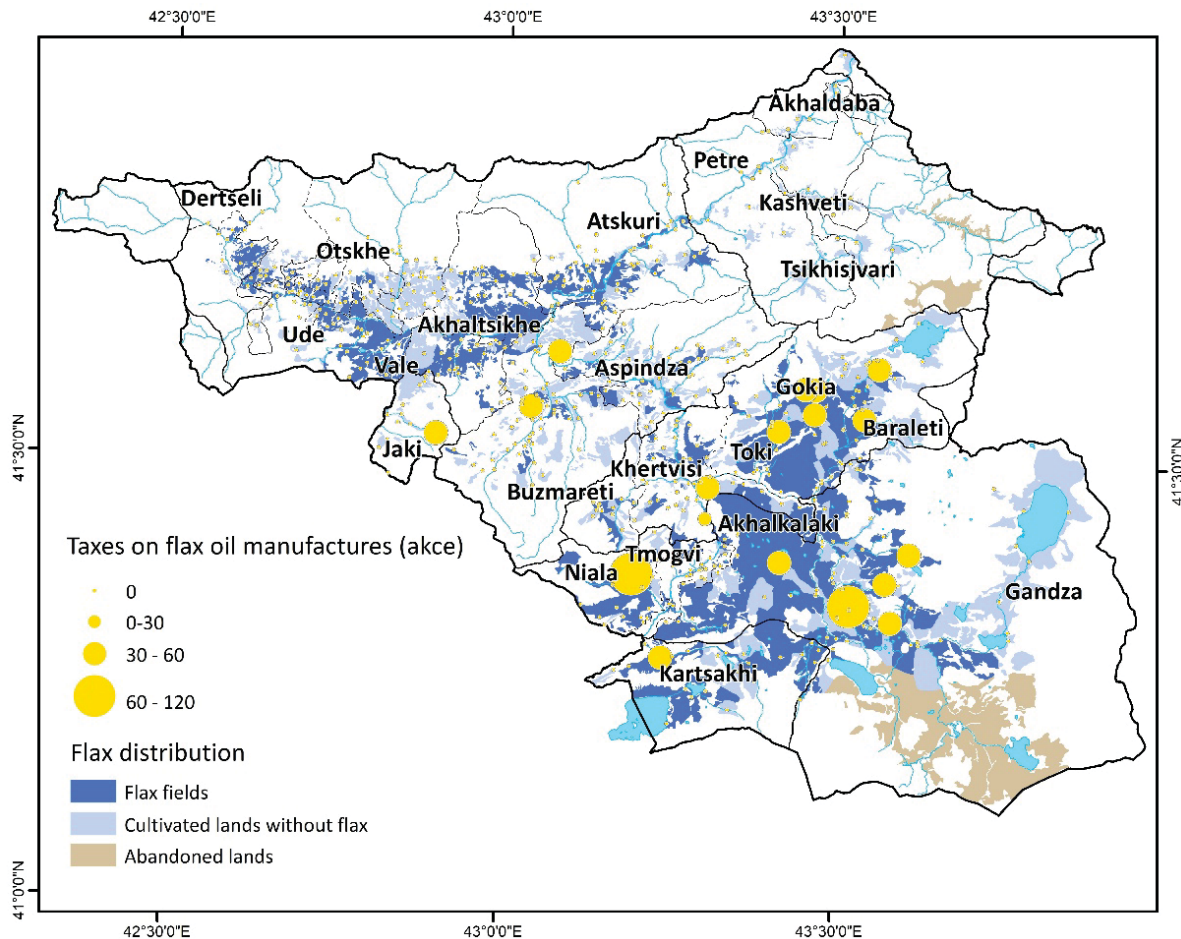 42°30'0"E 43°0'0"E 43°30'0"E
Akhaldaba
Petre
Dertseli
Kashveti
Atskuri
Otskhe
Tsikhisjvari
Akhaltsikhe
Ude
Vale
Aspindza
Gokia
Baraleti
Jaki
Toki
41°30'0"N
41°30'0"N
Khertvisi
Buzmareti
Akhalkalaki
Tmogvi
Niala
Gandza
Kartsakhi
Taxes on flax oil manufactures (akce)
0
0-30
30 - 60
60 - 120
Flax distribution
Flax fields
Cultivated lands without flax
Abandoned lands
41°0'0"N
41°0'0"N
42°30'0"E 43°0'0"E 43°30'0"E